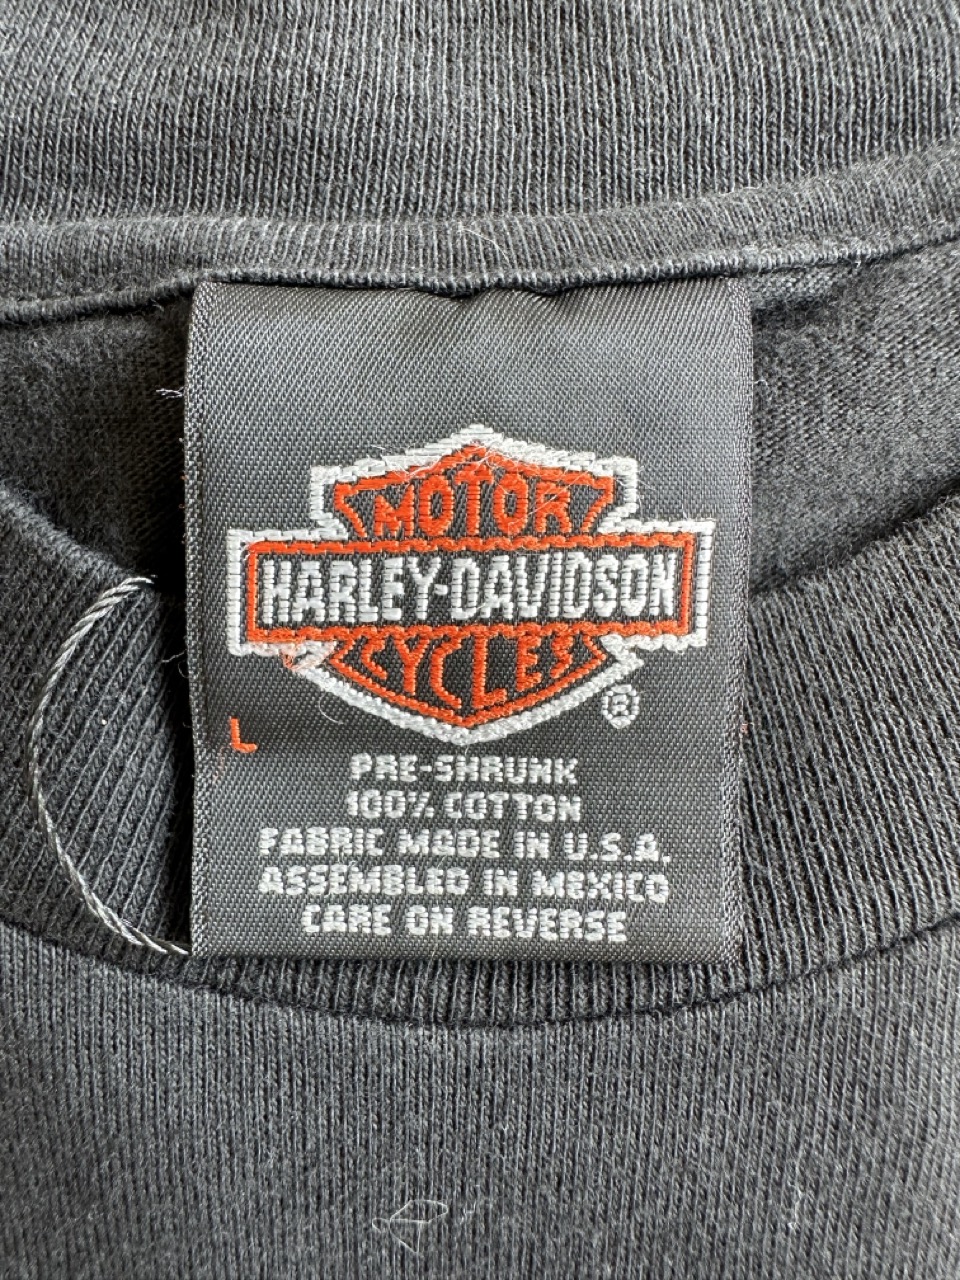 MOTOR
HARLEY-DAVIDSON
CYCLES
®
L
PRE-SHRUNK
100% COTTON
FABRIC MADE IN U.S.A.
ASSEMBLED IN MEXICO
CARE ON REVERSE